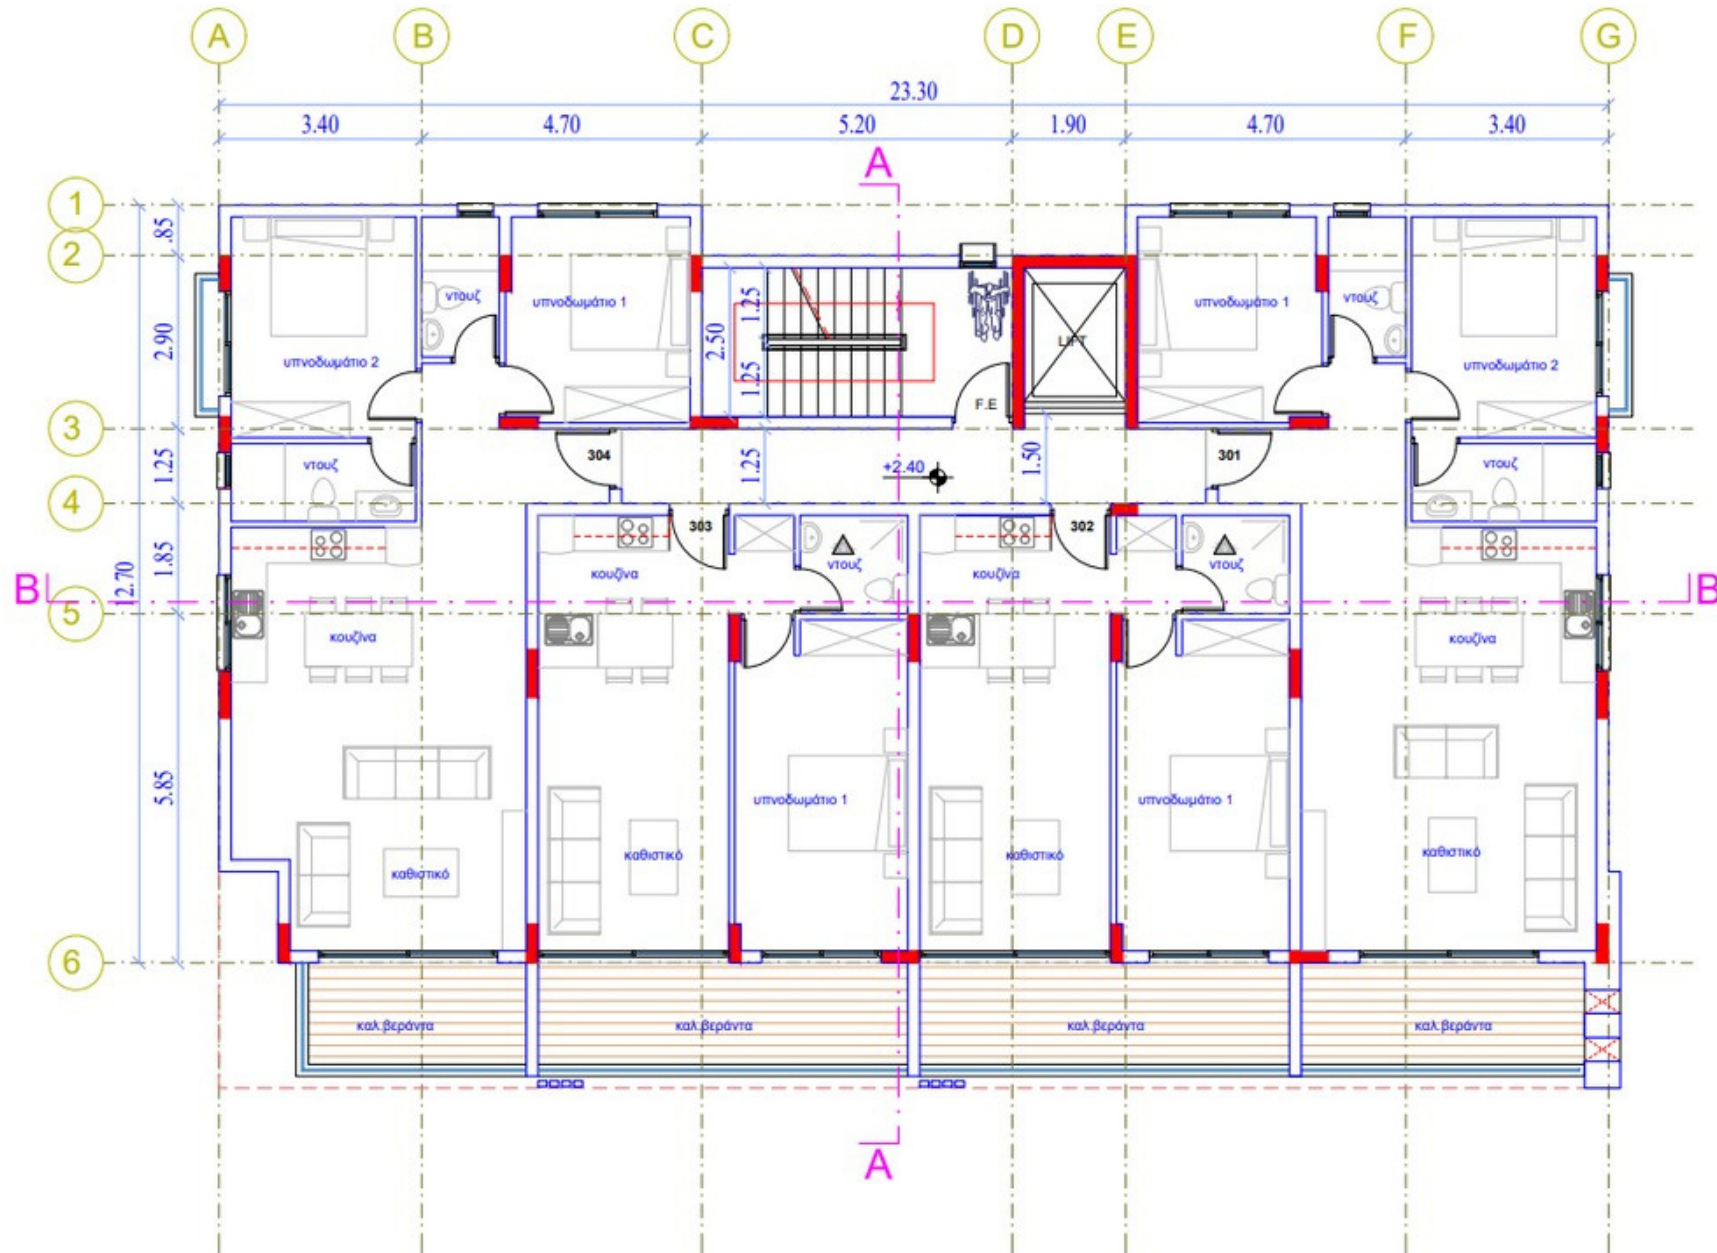 A B C D E F G
23.30
3.40 4.70 5.20 1.90 4.70 3.40
A
1
.85
2
ντουζ
υπνοδωμάτιο 1
1.25
υπνοδωμάτιο 1
ντουζ
2.90
2.50
LIFT
υπνοδωμάτιο 2
1.25
υπνοδωμάτιο 2
F.E
3
304
301
1.25
ντουζ
1.25
+2.40
1.50
ντουζ
4
303
302
1.85
12.70
κουζίνα
ντουζ
κουζίνα
ντουζ
B
B
5
κουζίνα
κουζίνα
5.85
υπνοδωμάτιο 1
υπνοδωμάτιο 1
καθιστικό
καθιστικό
καθιστικό
καθιστικό
6
καλ.βεράντα
καλ.βεράντα
καλ.βεράντα
καλ.βεράντα
A